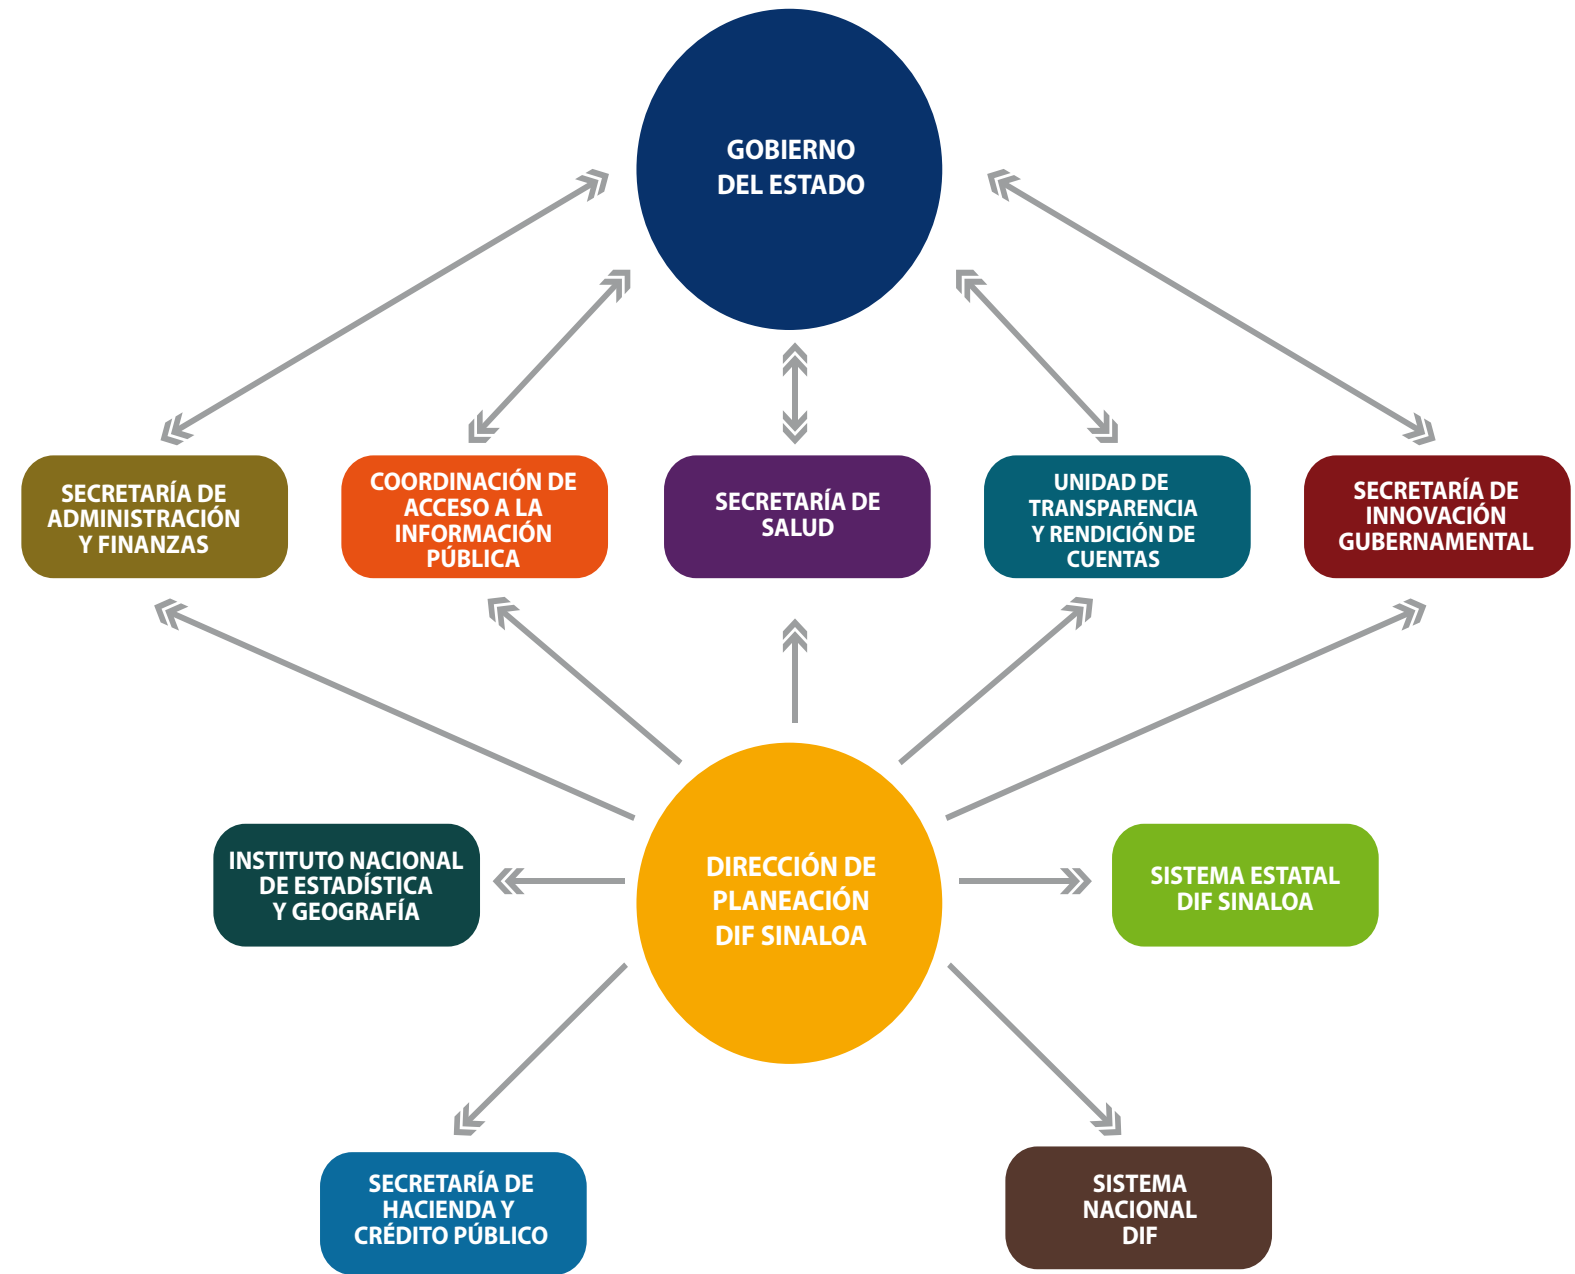 GOBIERNO
DEL ESTADO
SECRETARÍA DE
ADMINISTRACIÓN
Y FINANZAS
COORDINACIÓN DE
ACCESO A LA
INFORMACIÓN
PÚBLICA
SECRETARÍA DE
SALUD
UNIDAD DE
TRANSPARENCIA
Y RENDICIÓN DE
CUENTAS
SECRETARÍA DE
INNOVACIÓN
GUBERNAMENTAL
INSTITUTO NACIONAL
DE ESTADÍSTICA
Y GEOGRAFÍA
DIRECCIÓN DE
PLANEACIÓN
DIF SINALOA
SISTEMA ESTATAL
DIF SINALOA
SECRETARÍA DE
HACIENDA Y
CRÉDITO PÚBLICO
SISTEMA
NACIONAL
DIF